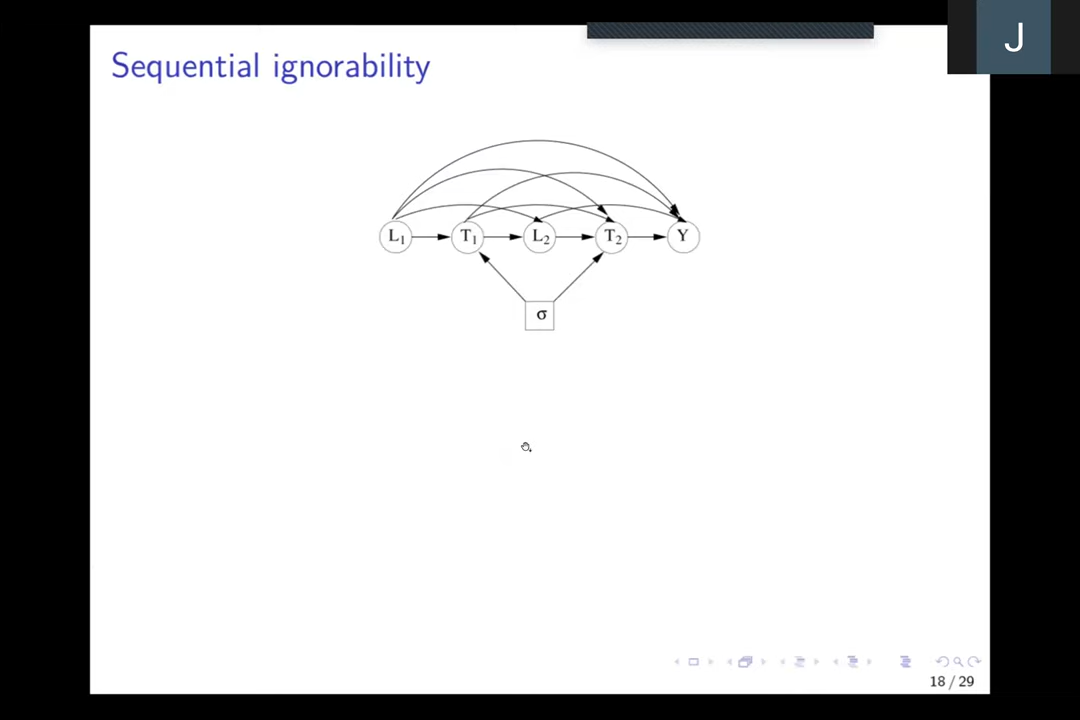 J
Sequential ignorability
L₁ T₁ L₂ T₂ Y
σ
18 / 29